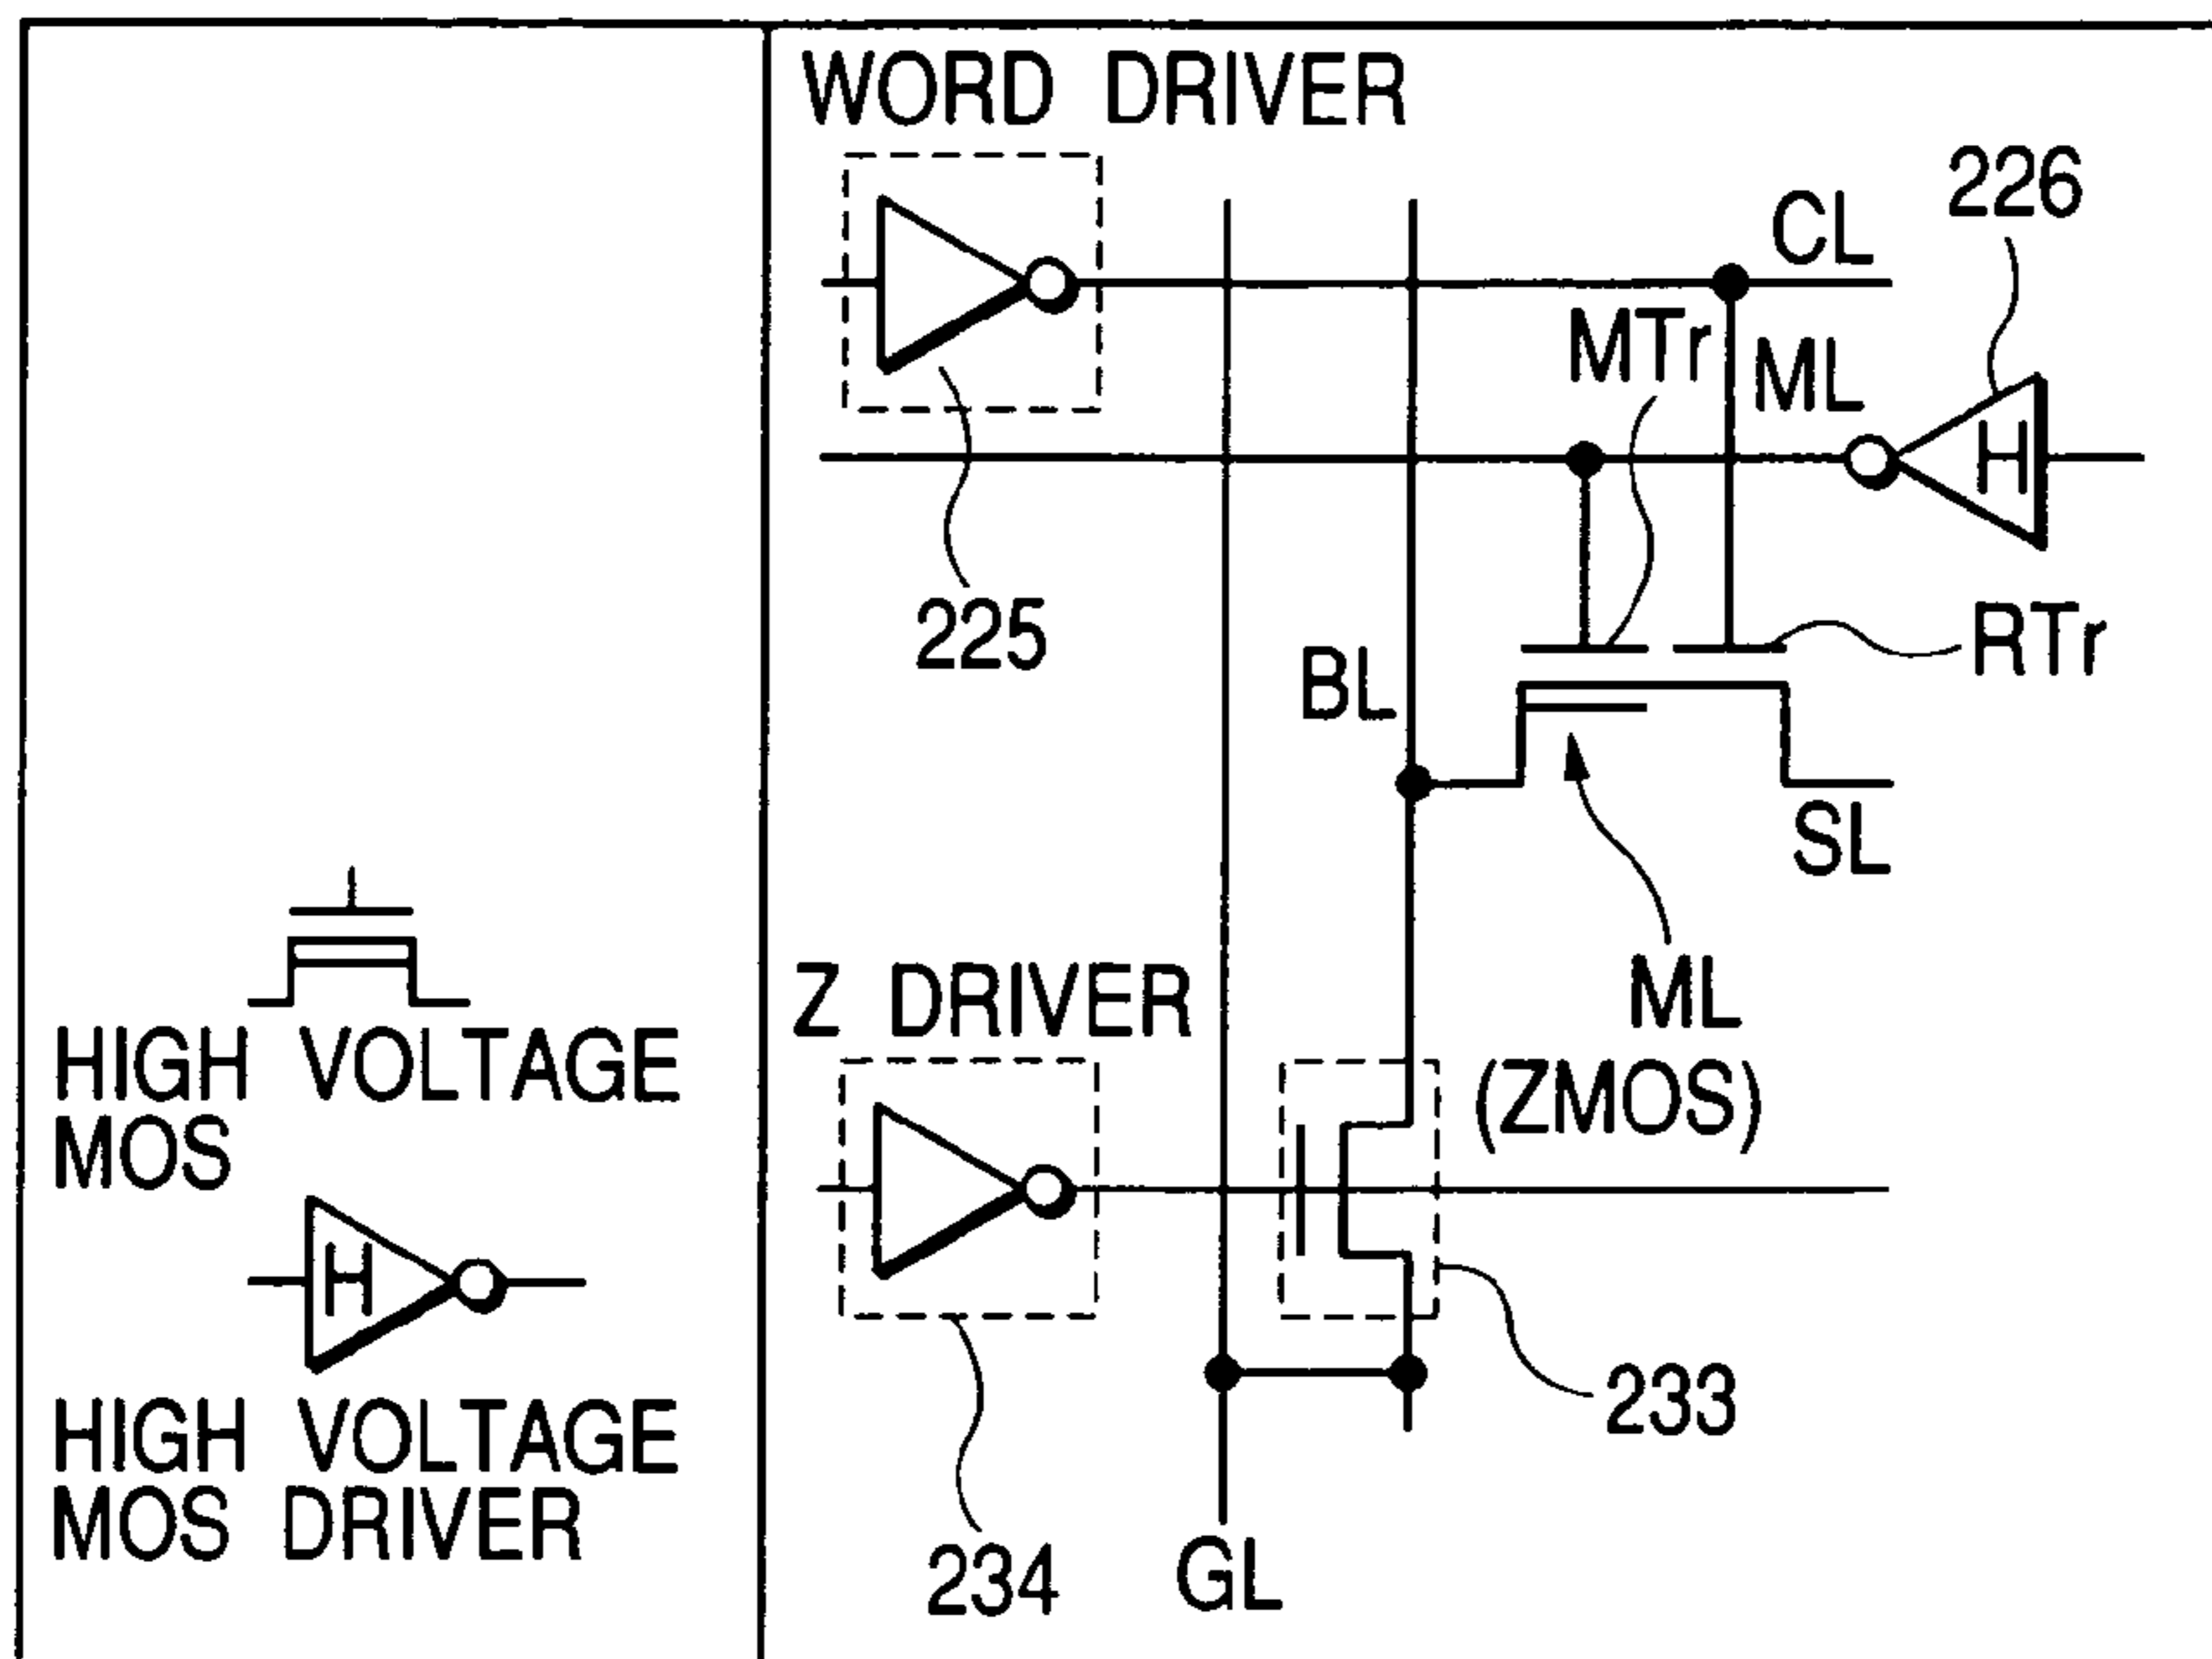 HIGH VOLTAGE
MOS
H
HIGH VOLTAGE
MOS DRIVER
WORD DRIVER
CL
226
MTr
ML
H
225
RTr
BL
SL
ML
(ZMOS)
Z DRIVER
233
234
GL